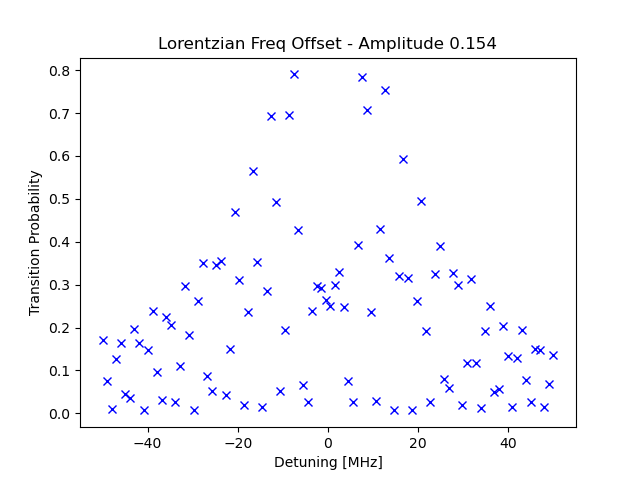 Lorentzian Freq Offset - Amplitude 0.154
Transition Probability
0.8
0.7
0.6
0.5
0.4
0.3
0.2
0.1
0.0
−40 −20 0 20 40
Detuning [MHz]